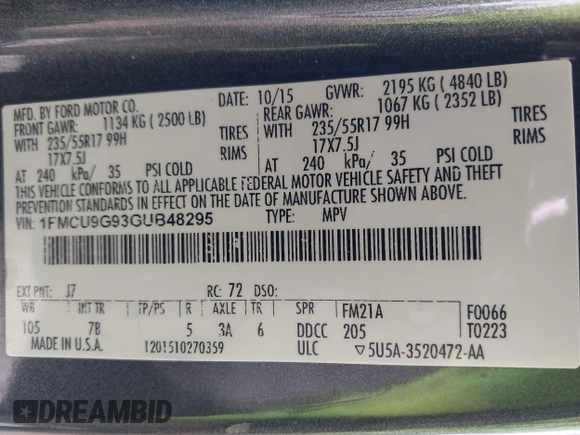 MFD. BY FORD MOTOR CO.
DATE: 10/15 GVWR: 2195 KG ( 4840 LB)
FRONT GAWR: 1134 KG ( 2500 LB) REAR GAWR: 1067 KG ( 2352 LB)
WITH 235/55R17 99H TIRES WITH 235/55R17 99H TIRES
17X7.5J RIMS 17X7.5J RIMS
AT 240 kPa/ 35 PSI COLD AT 240 kPa/ 35 PSI COLD
THIS VEHICLE CONFORMS TO ALL APPLICABLE FEDERAL MOTOR VEHICLE SAFETY AND THEFT
PREVENTION STANDARDS IN EFFECT ON THE DATE OF MANUFACTURE SHOWN ABOVE.
VIN: 1FMCU9G93GUB48295 TYPE: MPV
EXT PNT: J7 RC: 72 DSO:
WB INT TR TP/PS R AXLE TR SPR FM21A F0066
105 7B 5 3A 6 DDCC 205 T0223
MADE IN U.S.A. 1201510270359 ULC ▽5U5A-3520472-AA
DREAMBID